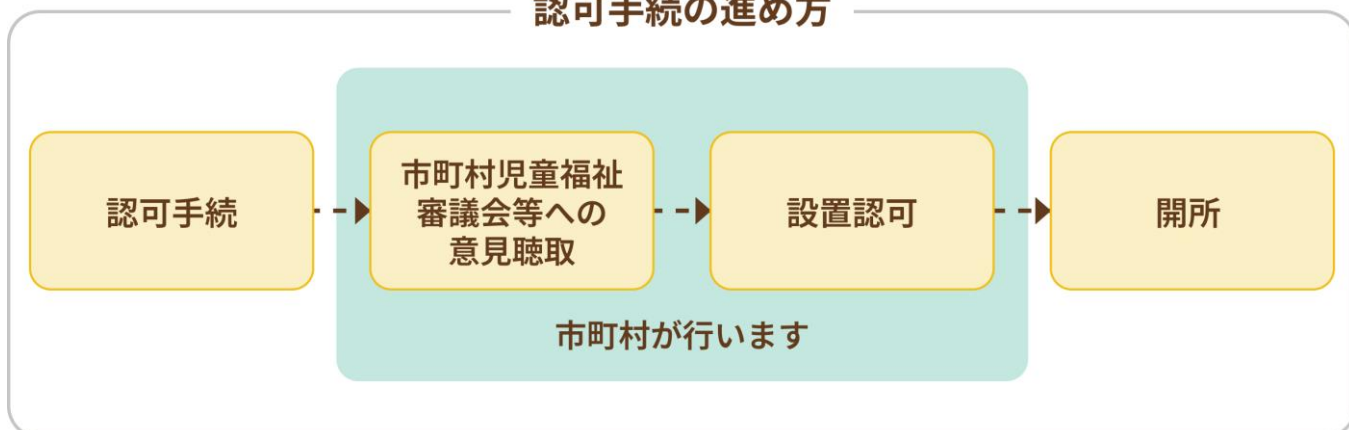 認可手続の進め方
認可手続
市町村児童福祉
審議会等への
意見聴取
設置認可
開所
市町村が行います